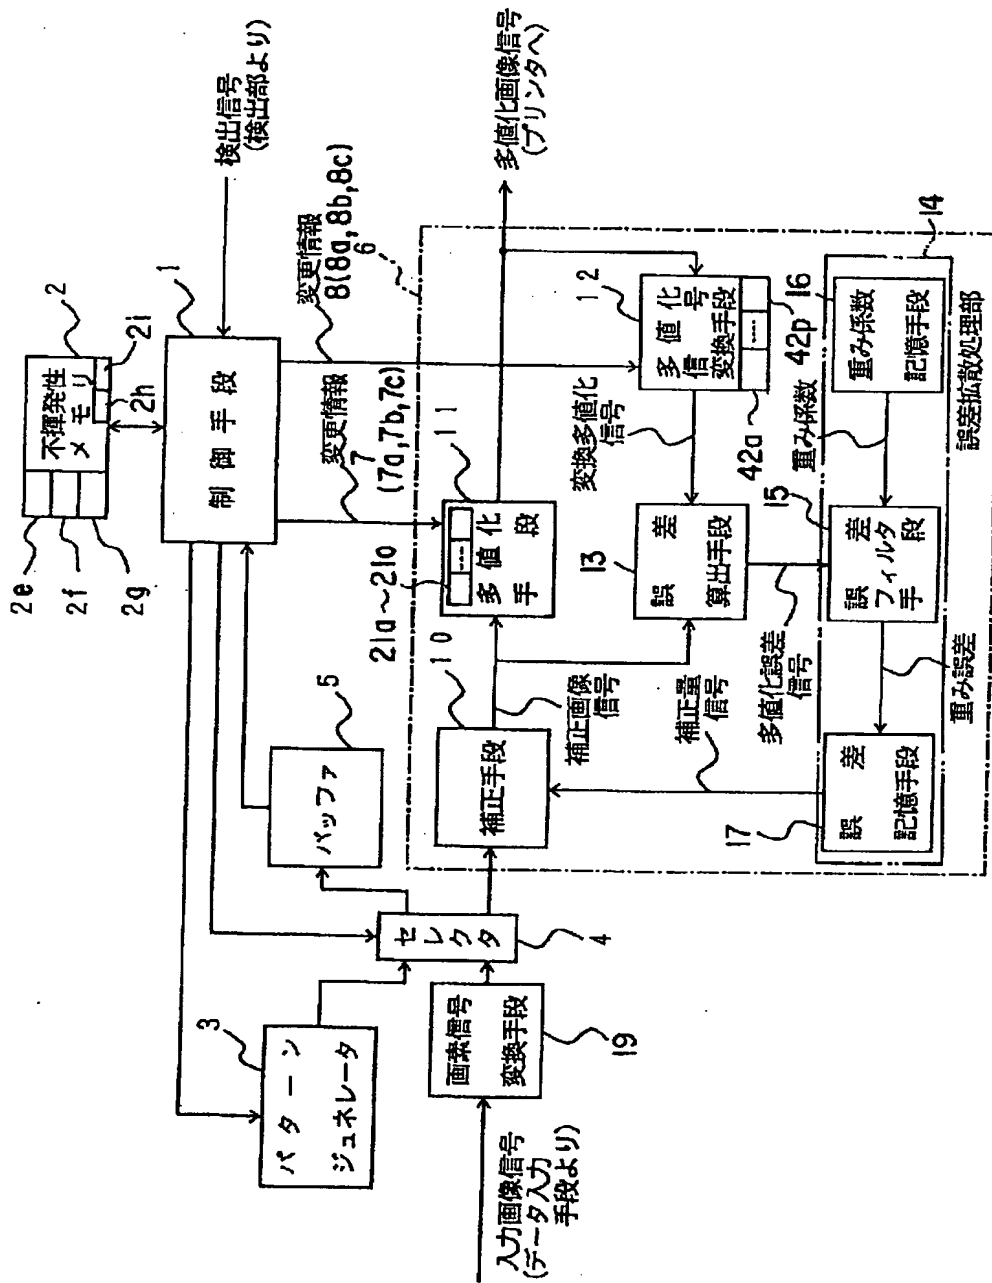 検出信号
(検出部より)
2
不揮発性
メモリ
2i
2h
2e
2f
2g
1
制御手段
変更情報
8(8a,8b,8c)
6
変更情報
7
(7a,7b,7c)
多値化画像信号
(プリンタへ)
5
バッファ
3
パターン
ジュネレータ
セレクタ
4
画素信号
変換手段
19
入力画像信号
(データ入力
手段より)
10
補正手段
補正画像
信号
11
多値化
手段
21a～21o
12
多値化
信号
変換手段
42p
42a
変換多値化
信号
13
誤差
算出手段
補正量
信号
多値化誤差
信号
14
16
重み係数
記憶手段
重み係数
15
誤差
フィルタ
手段
重み誤差
17
誤差
記憶手段
誤差拡散処理部